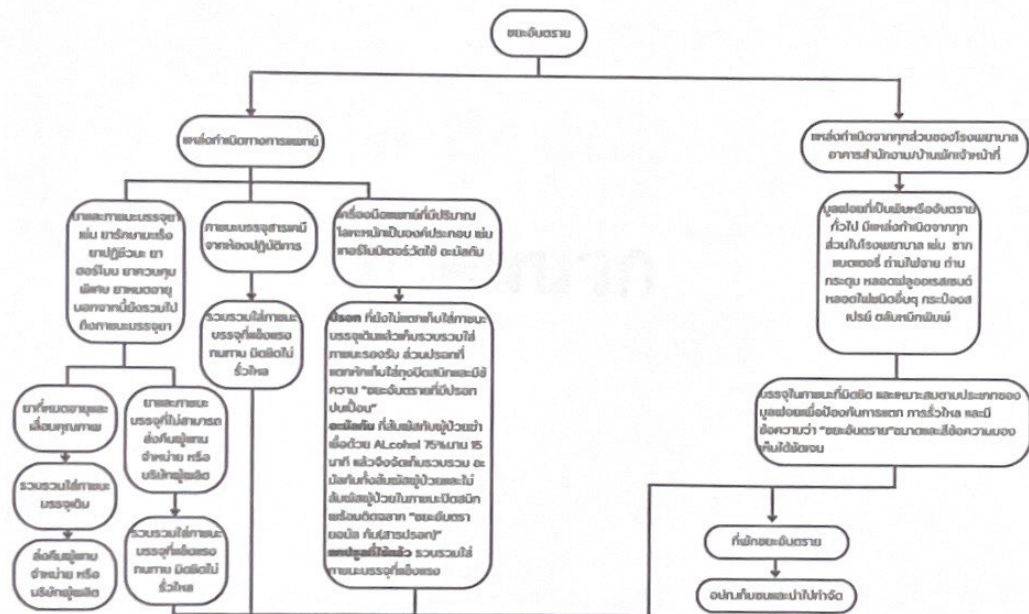 ขยะอันตราย
แหล่งกำเนิดทางการแพทย์
แหล่งกำเนิดจากทุกส่วนของโรงพยาบาล
อาคารสำนักงาน/บ้านพักเจ้าหน้าที่
ยาและภาชนะบรรจุยา
เช่น ยารักษามะเร็ง
ยาปฏิชีวนะ ยา
ฮอร์โมน ยาควบคุม
พิเศษ ยาหมดอายุ
นอกจากนี้ยังรวมไป
ถึงภาชนะบรรจุยา
ภาชนะบรรจุสารเคมี
จากห้องปฏิบัติการ
เครื่องมือแพทย์ที่มีปริมาณ
โลหะหนักเป็นองค์ประกอบ เช่น
เทอร์โมมิเตอร์วัดไข้ อะมัลกัม
มูลฝอยที่เป็นพิษหรืออันตราย
ทั่วไป มีแหล่งกำเนิดจากทุก
ส่วนในโรงพยาบาล เช่น ซาก
แบตเตอรี่ ถ่านไฟฉาย ถ่าน
กระดุม หลอดฟลูออเรสเซนต์
หลอดไฟชนิดอื่นๆ กระป๋องส
เปรย์ ตลับหมึกพิมพ์
รวบรวมใส่ภาชนะ
บรรจุที่แข็งแรง
ทนทาน มิดชิดไม่
รั่วไหล
ปรอท ที่ยังไม่แตกเก็บใส่ภาชนะ
บรรจุเดิมแล้วเก็บรวบรวมใส่
ภาชนะรองรับ ส่วนปรอทที่
แตกหักเก็บใส่ถุงปิดสนิทและมีข้
ความ "ขยะอันตรายที่มีปรอท
ปนเปื้อน"
อะมัลกัม ที่สัมผัสกับผู้ป่วยฆ่า
เชื้อด้วย ALcohol 75%นาน 15
นาที แล้วจึงจัดเก็บรวบรวม อะ
มัลกัมทั้งสัมผัสผู้ป่วยและไม่
สัมผัสผู้ป่วยในภาชนะปิดสนิท
พร้อมติดฉลาก "ขยะอันตรา
ยอมัล กัม(สารปรอท)"
แคปซูลที่ใช้แล้ว รวบรวมใส่
ภาชนะบรรจุที่แข็งแรง
บรรจุในภาชนะที่มิดชิด และเหมาะสมตามประเภทของ
มูลฝอยเพื่อป้องกันการแตก การรั่วไหล และมี
ข้อความว่า "ขยะอันตราย"ขนาดและสีข้อความมอง
เห็นได้ชัดเจน
ยาที่หมดอายุและ
เสื่อมคุณภาพ
ยาและภาชนะ
บรรจุที่ไม่สามารถ
ส่งคืนผู้แทน
จำหน่าย หรือ
บริษัทผู้ผลิต
รวบรวมใส่ภาชนะ
บรรจุเดิม
รวบรวมใส่ภาชนะ
บรรจุที่แข็งแรง
ทนทาน มิดชิดไม่
รั่วไหล
ส่งคืนผู้แทน
จำหน่าย หรือ
บริษัทผู้ผลิต
ที่พักขยะอันตราย
อปท.เก็บขนและนำไปกำจัด